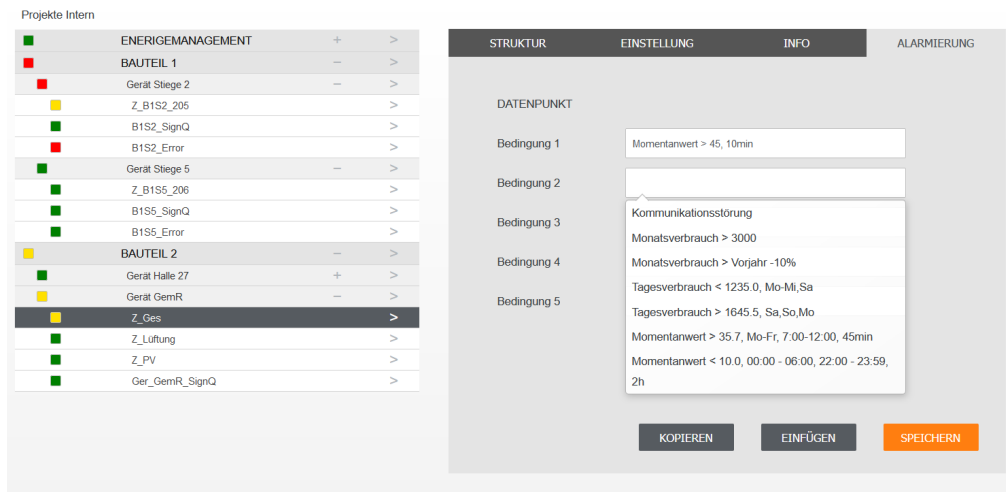 Projekte Intern
ENERIGEMANAGEMENT + >
BAUTEIL 1 − >
Gerät Stiege 2 − >
Z_B1S2_205 >
B1S2_SignQ >
B1S2_Error >
Gerät Stiege 5 − >
Z_B1S5_206 >
B1S5_SignQ >
B1S5_Error >
BAUTEIL 2 − >
Gerät Halle 27 + >
Gerät GemR − >
Z_Ges >
Z_Lüftung >
Z_PV >
Ger_GemR_SignQ >
STRUKTUR EINSTELLUNG INFO ALARMIERUNG
DATENPUNKT
Bedingung 1 Momentanwert > 45, 10min
Bedingung 2
Bedingung 3
Bedingung 4
Bedingung 5
Kommunikationsstörung
Monatsverbrauch > 3000
Monatsverbrauch > Vorjahr -10%
Tagesverbrauch < 1235.0, Mo-Mi,Sa
Tagesverbrauch > 1645.5, Sa,So,Mo
Momentanwert > 35.7, Mo-Fr, 7:00-12:00, 45min
Momentanwert < 10.0, 00:00 - 06:00, 22:00 - 23:59,
2h
KOPIEREN EINFÜGEN SPEICHERN